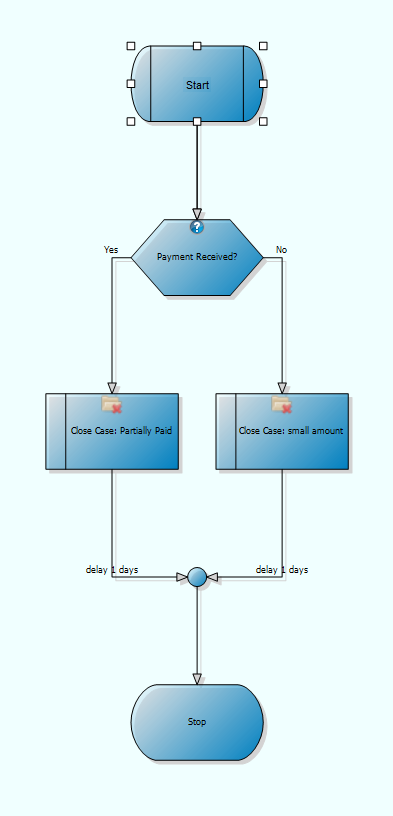 Start
?
Payment Received?
Yes
No
Close Case: Partially Paid
Close Case: small amount
delay 1 days
delay 1 days
Stop